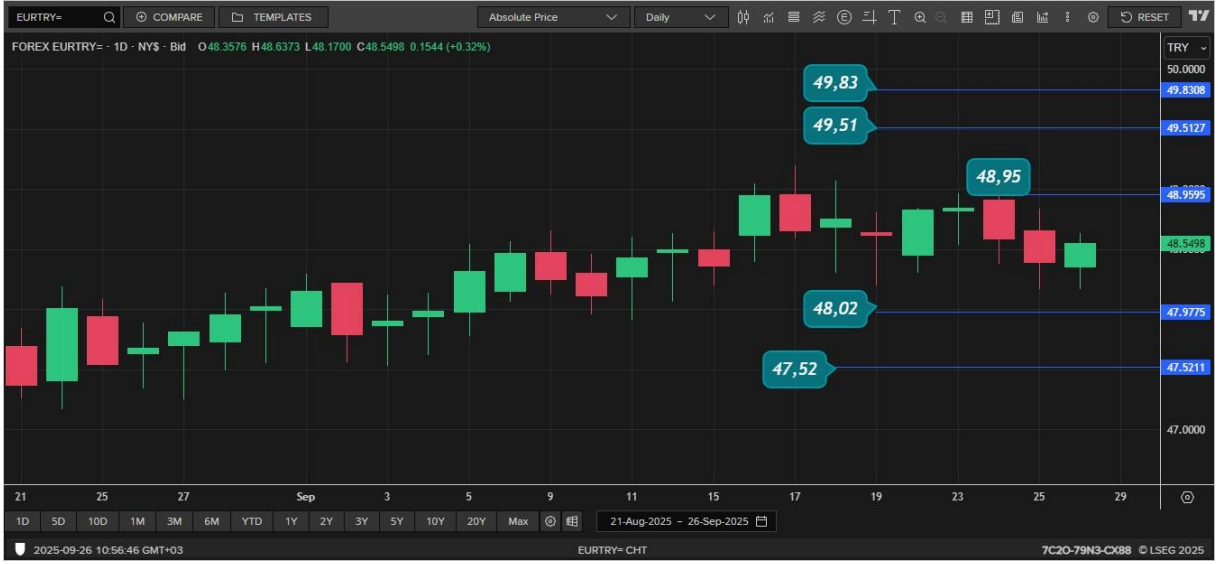 EURTRY= COMPARE TEMPLATES Absolute Price Daily RESET
FOREX EURTRY= · 1D · NY$ · Bid O48.3576 H48.6373 L48.1700 C48.5498 0.1544 (+0.32%)
TRY
50.0000
49,83
49.8308
49,51
49.5127
48,95
48.9595
48.5498
48,02
47.9775
47,52
47.5211
47.0000
21 25 27 Sep 3 5 9 11 15 17 19 23 25 29
1D 5D 10D 1M 3M 6M YTD 1Y 2Y 3Y 5Y 10Y 20Y Max 21-Aug-2025 - 26-Sep-2025
2025-09-26 10:56:46 GMT+03 EURTRY= CHT 7C2O-79N3-CX88 © LSEG 2025